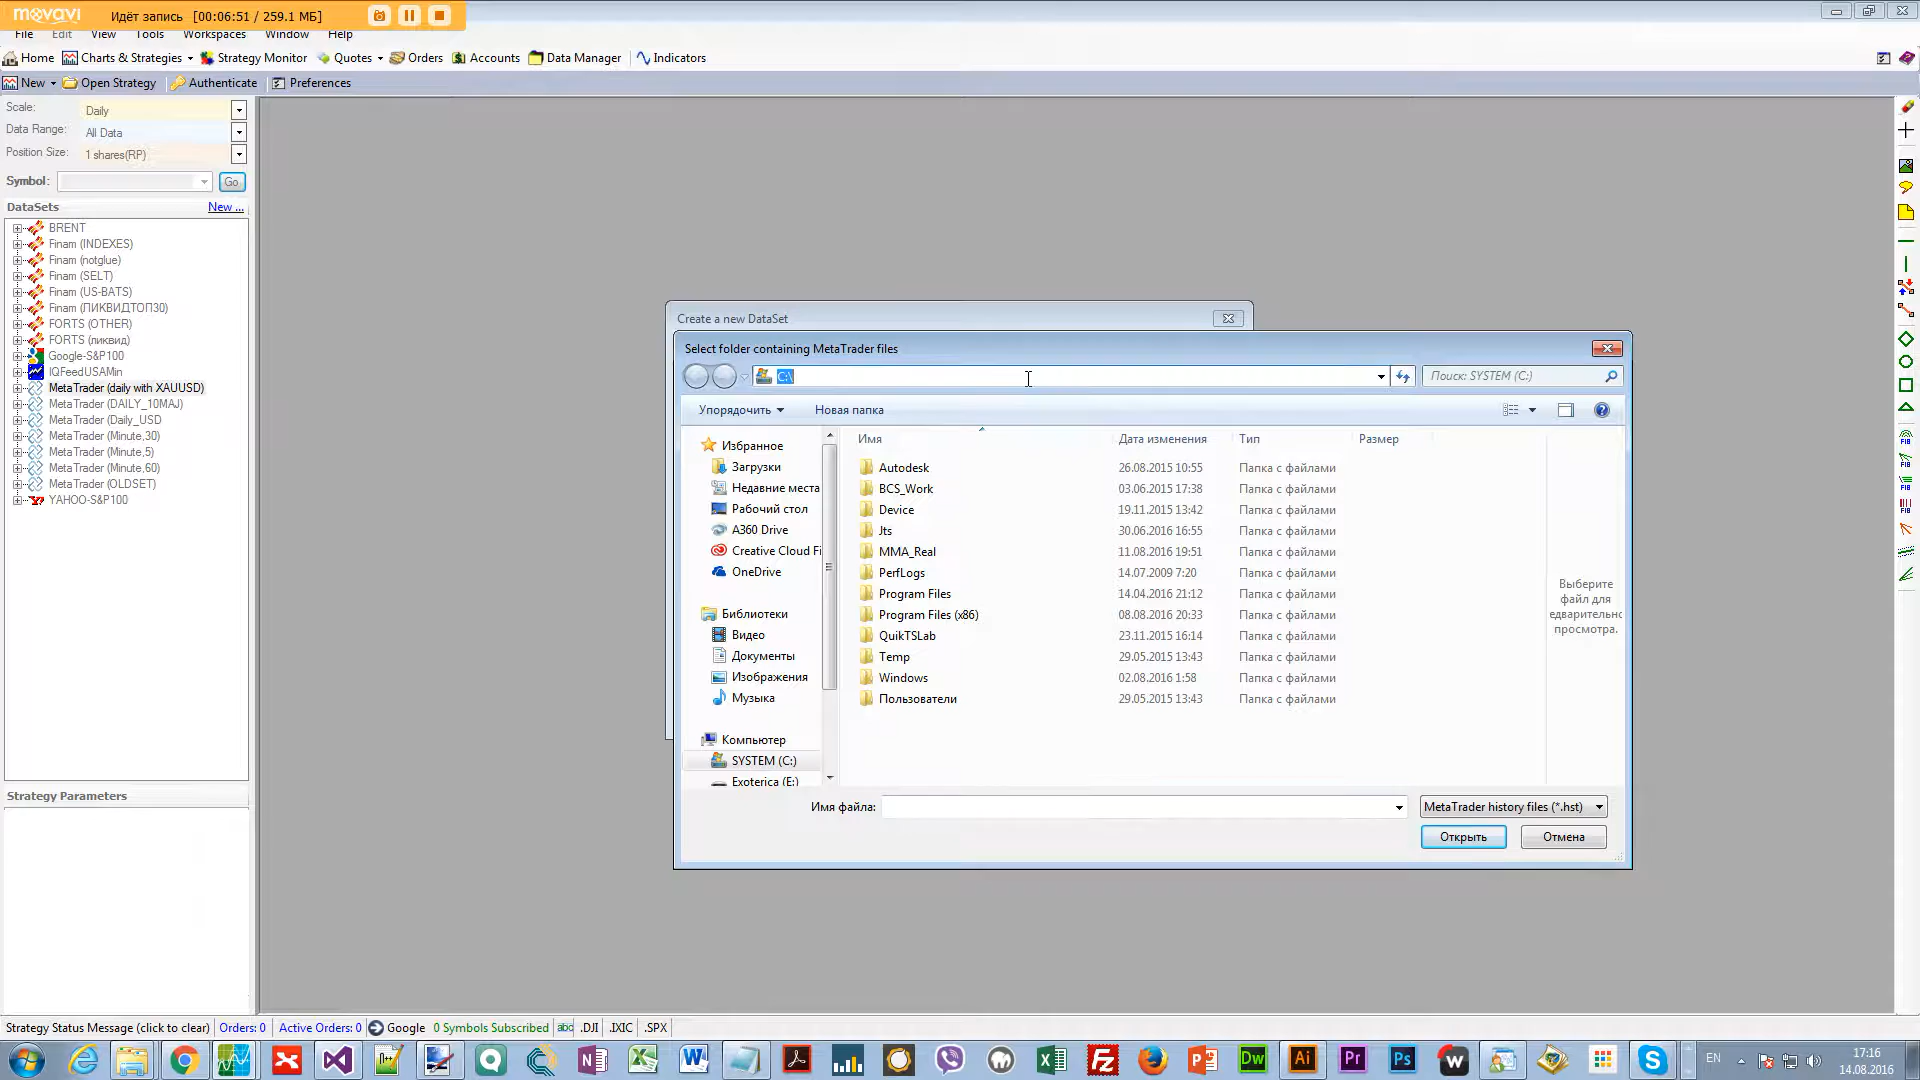 movavi Идёт запись [00:06:51 / 259.1 МБ]
File Edit View Tools Workspaces Window Help
Home Charts & Strategies Strategy Monitor Quotes Orders Accounts Data Manager Indicators
New Open Strategy Authenticate Preferences
Scale: Daily
Data Range: All Data
Position Size: 1 shares(RP)
Symbol: Go
DataSets New ...
BRENT
Finam (INDEXES)
Finam (notglue)
Finam (SELT)
Finam (US-BATS)
Finam (ЛИКВИДТОП30)
FORTS (OTHER)
FORTS (ликвид)
Google-S&P100
IQFeedUSAMin
MetaTrader (daily with XAUUSD)
MetaTrader (DAILY_10MAJ)
MetaTrader (Daily_USD
MetaTrader (Minute,30)
MetaTrader (Minute,5)
MetaTrader (Minute,60)
MetaTrader (OLDSET)
YAHOO-S&P100
Strategy Parameters
Create a new DataSet
Select folder containing MetaTrader files
C:\ Поиск: SYSTEM (C:)
Упорядочить Новая папка
Избранное
Загрузки
Недавние места
Рабочий стол
A360 Drive
Creative Cloud Fi
OneDrive
Библиотеки
Видео
Документы
Изображения
Музыка
Компьютер
SYSTEM (C:)
Exoterica (E:)
Имя Дата изменения Тип Размер
Autodesk 26.08.2015 10:55 Папка с файлами
BCS_Work 03.06.2015 17:38 Папка с файлами
Device 19.11.2015 13:42 Папка с файлами
Jts 30.06.2016 16:55 Папка с файлами
MMA_Real 11.08.2016 19:51 Папка с файлами
PerfLogs 14.07.2009 7:20 Папка с файлами
Program Files 14.04.2016 21:12 Папка с файлами
Program Files (x86) 08.08.2016 20:33 Папка с файлами
QuikTSLab 23.11.2015 16:14 Папка с файлами
Temp 29.05.2015 13:43 Папка с файлами
Windows 02.08.2016 1:58 Папка с файлами
Пользователи 29.05.2015 13:43 Папка с файлами
Выберите
файл для
едварительно
просмотра.
Имя файла: MetaTrader history files (*.hst)
Открыть Отмена
FIB
FIB
FIB
FIB
Strategy Status Message (click to clear) Orders: 0 Active Orders: 0 Google 0 Symbols Subscribed abc .DJI .IXIC .SPX
Dw Ai Pr Ps EN 17:16
14.08.2016